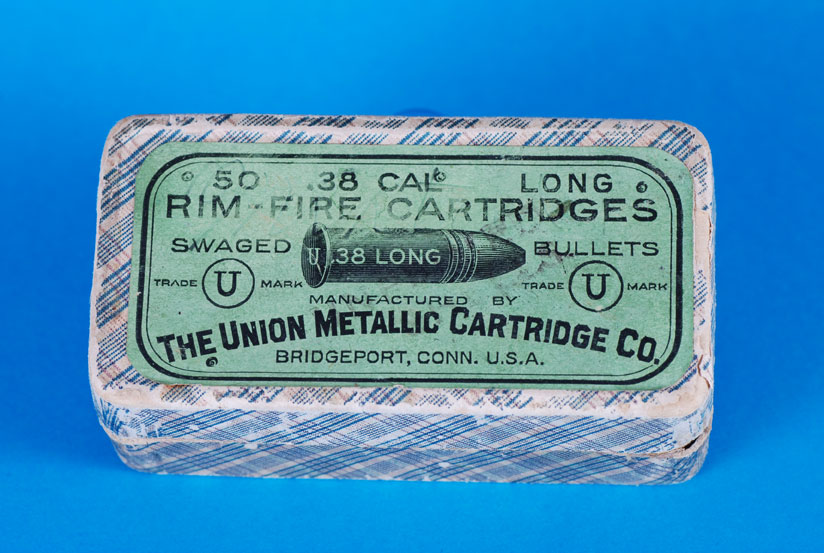 50 .38 CAL LONG
RIM-FIRE CARTRIDGES
SWAGED U .38 LONG BULLETS
TRADE U MARK TRADE U MARK
MANUFACTURED BY
THE UNION METALLIC CARTRIDGE CO.
BRIDGEPORT, CONN. U.S.A.